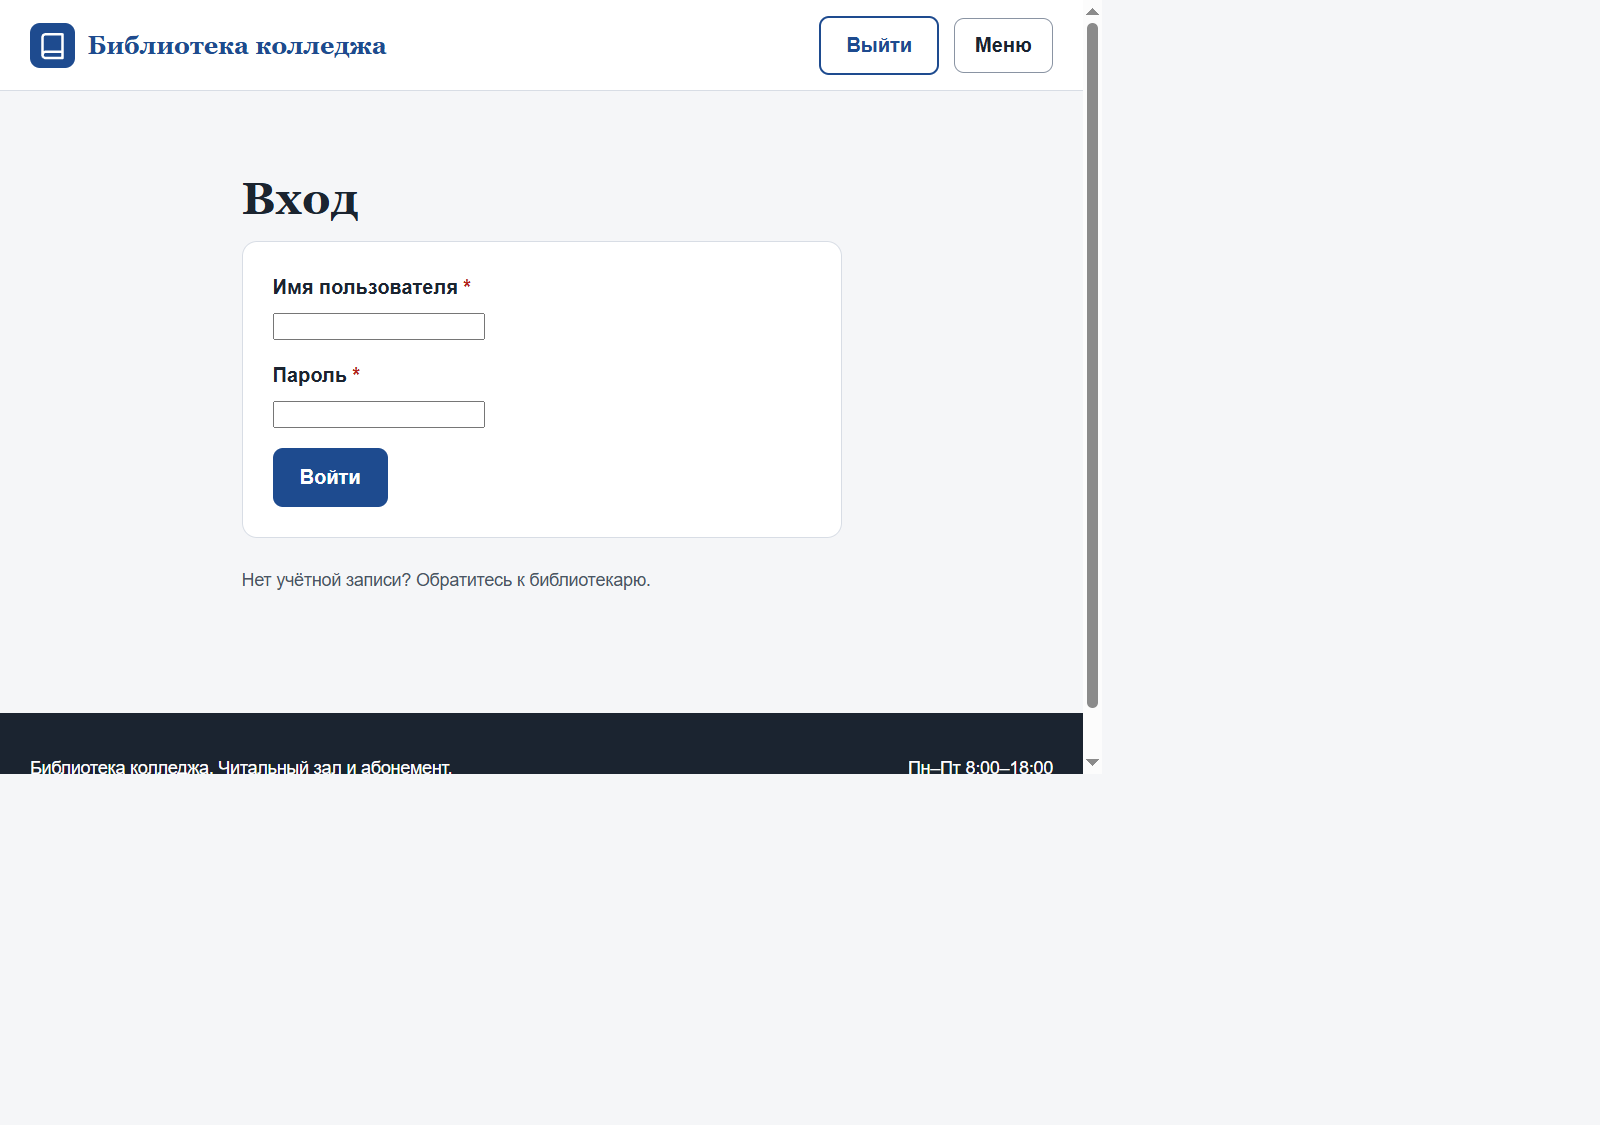 Библиотека колледжа
Выйти
Меню
Вход
Имя пользователя *
Пароль *
Войти
Нет учётной записи? Обратитесь к библиотекарю.
Библиотека колледжа. Читальный зал и абонемент.
Пн–Пт 8:00–18:00